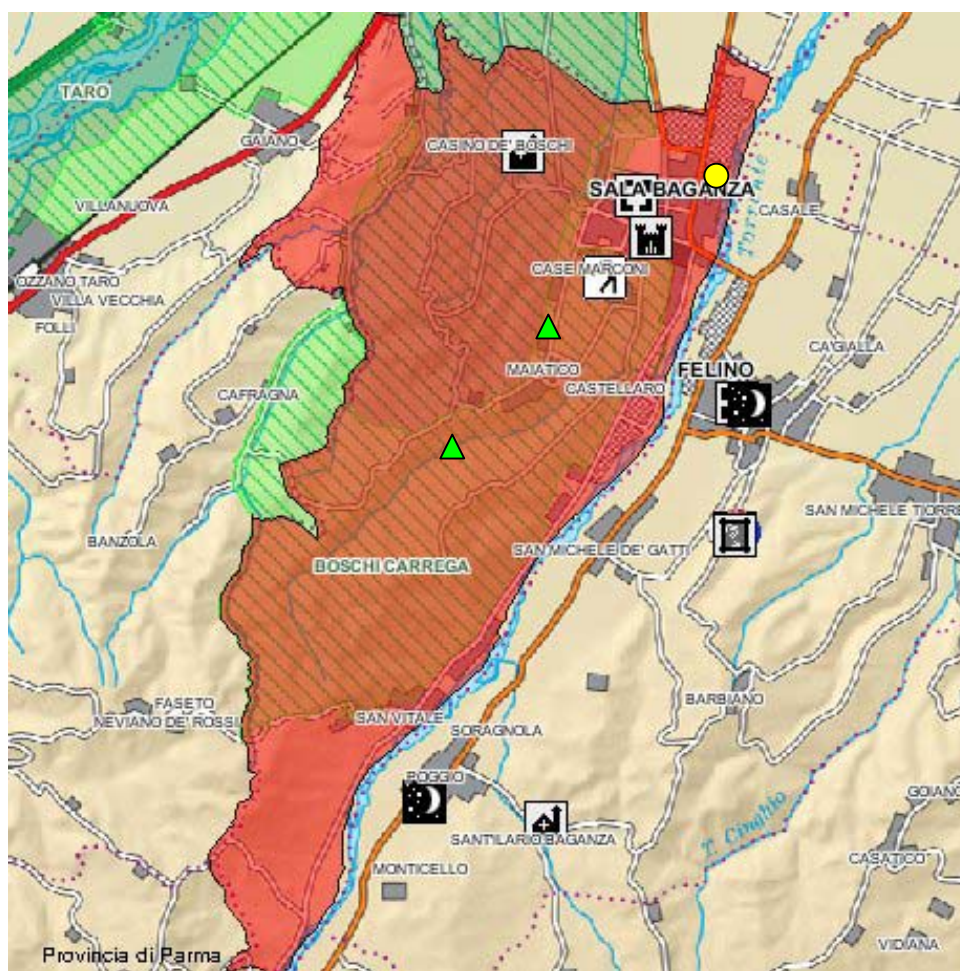 TARO
GAIANO
CASINO DE' BOSCHI
VILLANUOVA
SALA BAGANZA
Torrente
CASALE
OZZANO TARO
VILLA VECCHIA
CASE MARCONI
FOLLI
MAIATICO
CA'GIALLA
CASTELLARO
FELINO
CAFRAGNA
SAN MICHELE TIORRE
BANZOLA
SAN MICHELE DE' GATTI
BOSCHI CARREGA
BARBIANO
FASETO
NEVIANO DE' ROSSI
SAN VITALE
SORAGNOLA
POGGIO
GOIANO
T. Cinghio
SANT'ILARIO BAGANZA
CASATICO
MONTICELLO
VIDIANA
Provincia di Parma